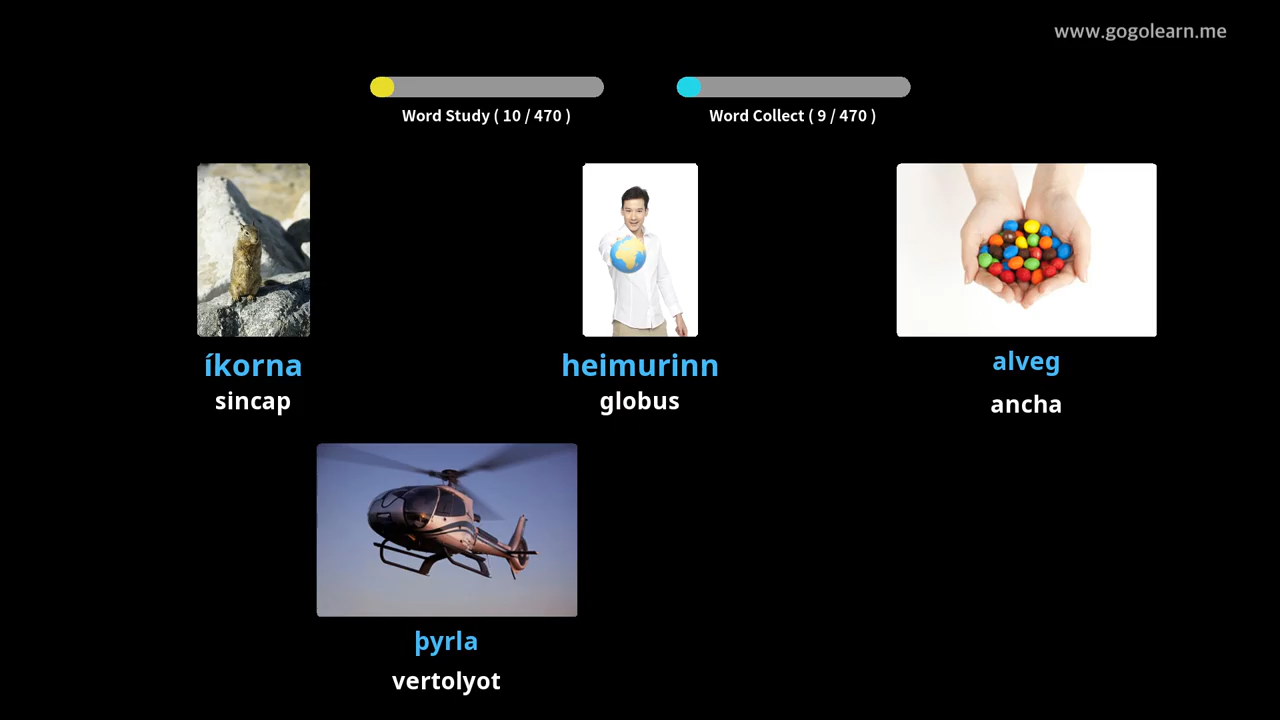 www.gogolearn.me
Word Study ( 10 / 470 )
Word Collect ( 9 / 470 )
íkorna
sincap
heimurinn
globus
alveg
ancha
þyrla
vertolyot